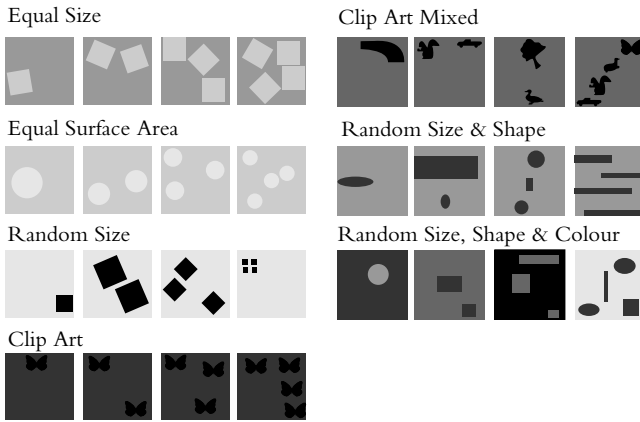 Equal Size
Equal Surface Area
Random Size
Clip Art
Clip Art Mixed
Random Size & Shape
Random Size, Shape & Colour